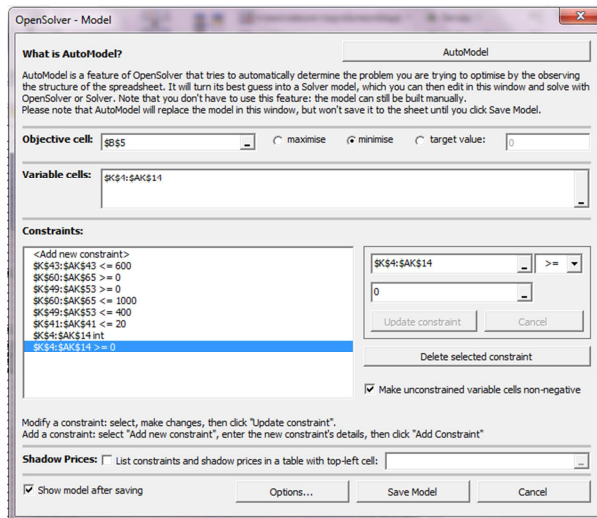 OpenSolver - Model
What is AutoModel?
AutoModel
AutoModel is a feature of OpenSolver that tries to automatically determine the problem you are trying to optimise by the observing
the structure of the spreadsheet. It will turn its best guess into a Solver model, which you can then edit in this window and solve with
OpenSolver or Solver. Note that you don't have to use this feature: the model can still be built manually.
Please note that AutoModel will replace the model in this window, but won't save it to the sheet until you click Save Model.
Objective cell: $B$5 _ maximise minimise target value: 0
Variable cells: $K$4:$AK$14
_
Constraints:
<Add new constraint>
$K$43:$AK$43 <= 600
$K$60:$AK$65 >= 0
$K$49:$AK$53 >= 0
$K$60:$AK$65 <= 1000
$K$49:$AK$53 <= 400
$K$41:$AK$41 <= 20
$K$4:$AK$14 int
$K$4:$AK$14 >= 0
$K$4:$AK$14 _ >=
0 _
Update constraint Cancel
Delete selected constraint
Make unconstrained variable cells non-negative
Modify a constraint: select, make changes, then click "Update constraint".
Add a constraint: select "Add new constraint", enter the new constraint's details, then click "Add Constraint"
Shadow Prices: List constraints and shadow prices in a table with top-left cell: ...
Show model after saving Options... Save Model Cancel